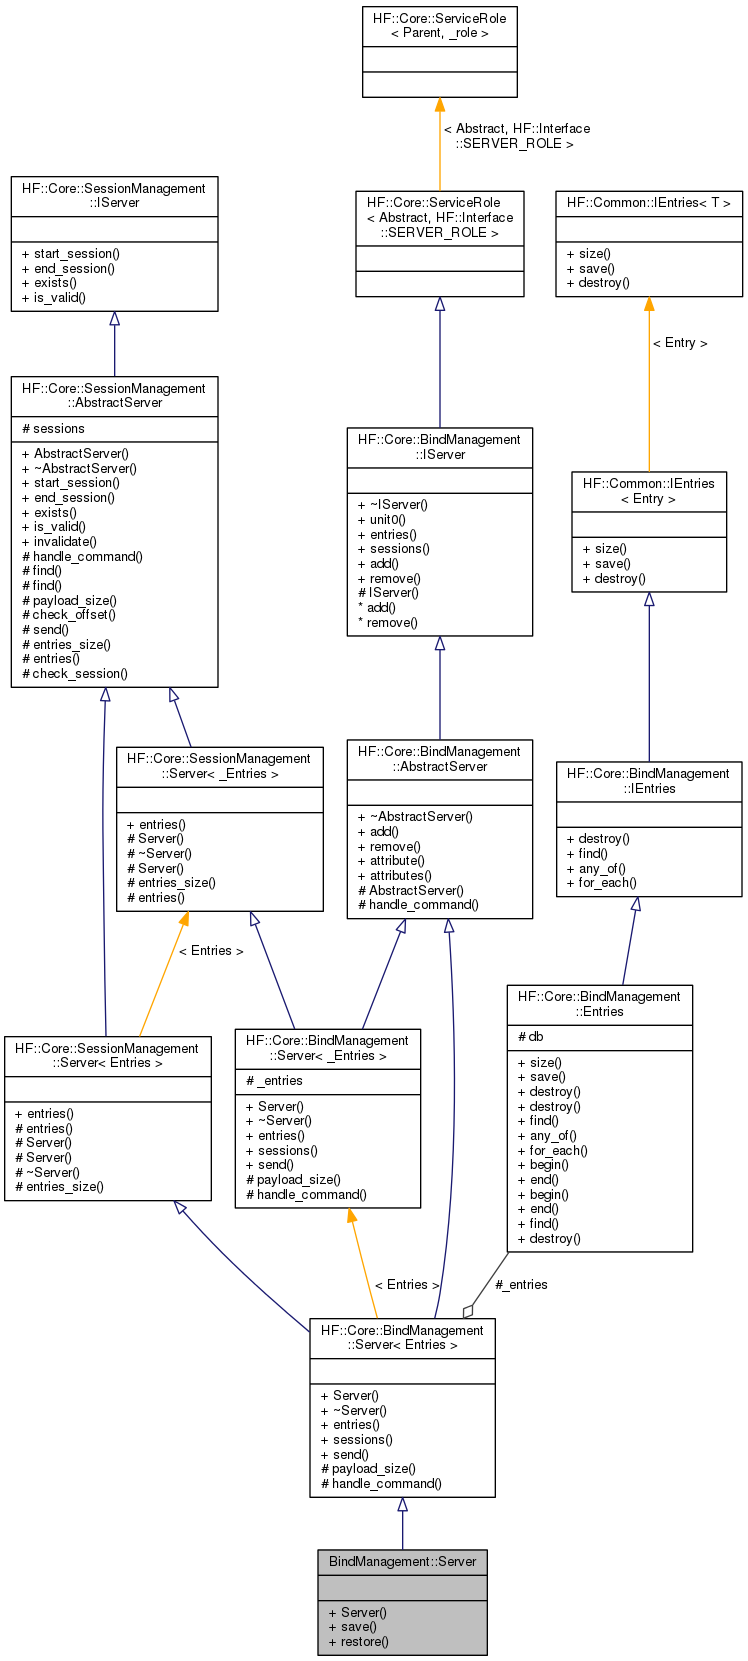 HF::Core::ServiceRole
< Parent, _role >
< Abstract, HF::Interface
::SERVER_ROLE >
HF::Core::SessionManagement
::IServer
+ start_session()
+ end_session()
+ exists()
+ is_valid()
HF::Core::ServiceRole
< Abstract, HF::Interface
::SERVER_ROLE >
HF::Common::IEntries< T >
+ size()
+ save()
+ destroy()
< Entry >
HF::Core::SessionManagement
::AbstractServer
# sessions
+ AbstractServer()
+ ~AbstractServer()
+ start_session()
+ end_session()
+ exists()
+ is_valid()
+ invalidate()
# handle_command()
# find()
# find()
# payload_size()
# check_offset()
# send()
# entries_size()
# entries()
# check_session()
HF::Core::BindManagement
::IServer
+ ~IServer()
+ unit0()
+ entries()
+ sessions()
+ add()
+ remove()
# IServer()
* add()
* remove()
HF::Common::IEntries
< Entry >
+ size()
+ save()
+ destroy()
HF::Core::SessionManagement
::Server< _Entries >
+ entries()
# Server()
# ~Server()
# Server()
# entries_size()
# entries()
HF::Core::BindManagement
::AbstractServer
+ ~AbstractServer()
+ add()
+ remove()
+ attribute()
+ attributes()
# AbstractServer()
# handle_command()
HF::Core::BindManagement
::IEntries
+ destroy()
+ find()
+ any_of()
+ for_each()
< Entries >
HF::Core::SessionManagement
::Server< Entries >
+ entries()
# entries()
# Server()
# Server()
# ~Server()
# entries_size()
HF::Core::BindManagement
::Server< _Entries >
# _entries
+ Server()
+ ~Server()
+ entries()
+ sessions()
+ send()
# payload_size()
# handle_command()
HF::Core::BindManagement
::Entries
# db
+ size()
+ save()
+ destroy()
+ destroy()
+ find()
+ any_of()
+ for_each()
+ begin()
+ end()
+ begin()
+ end()
+ find()
+ destroy()
< Entries >
#_entries
HF::Core::BindManagement
::Server< Entries >
+ Server()
+ ~Server()
+ entries()
+ sessions()
+ send()
# payload_size()
# handle_command()
BindManagement::Server
+ Server()
+ save()
+ restore()